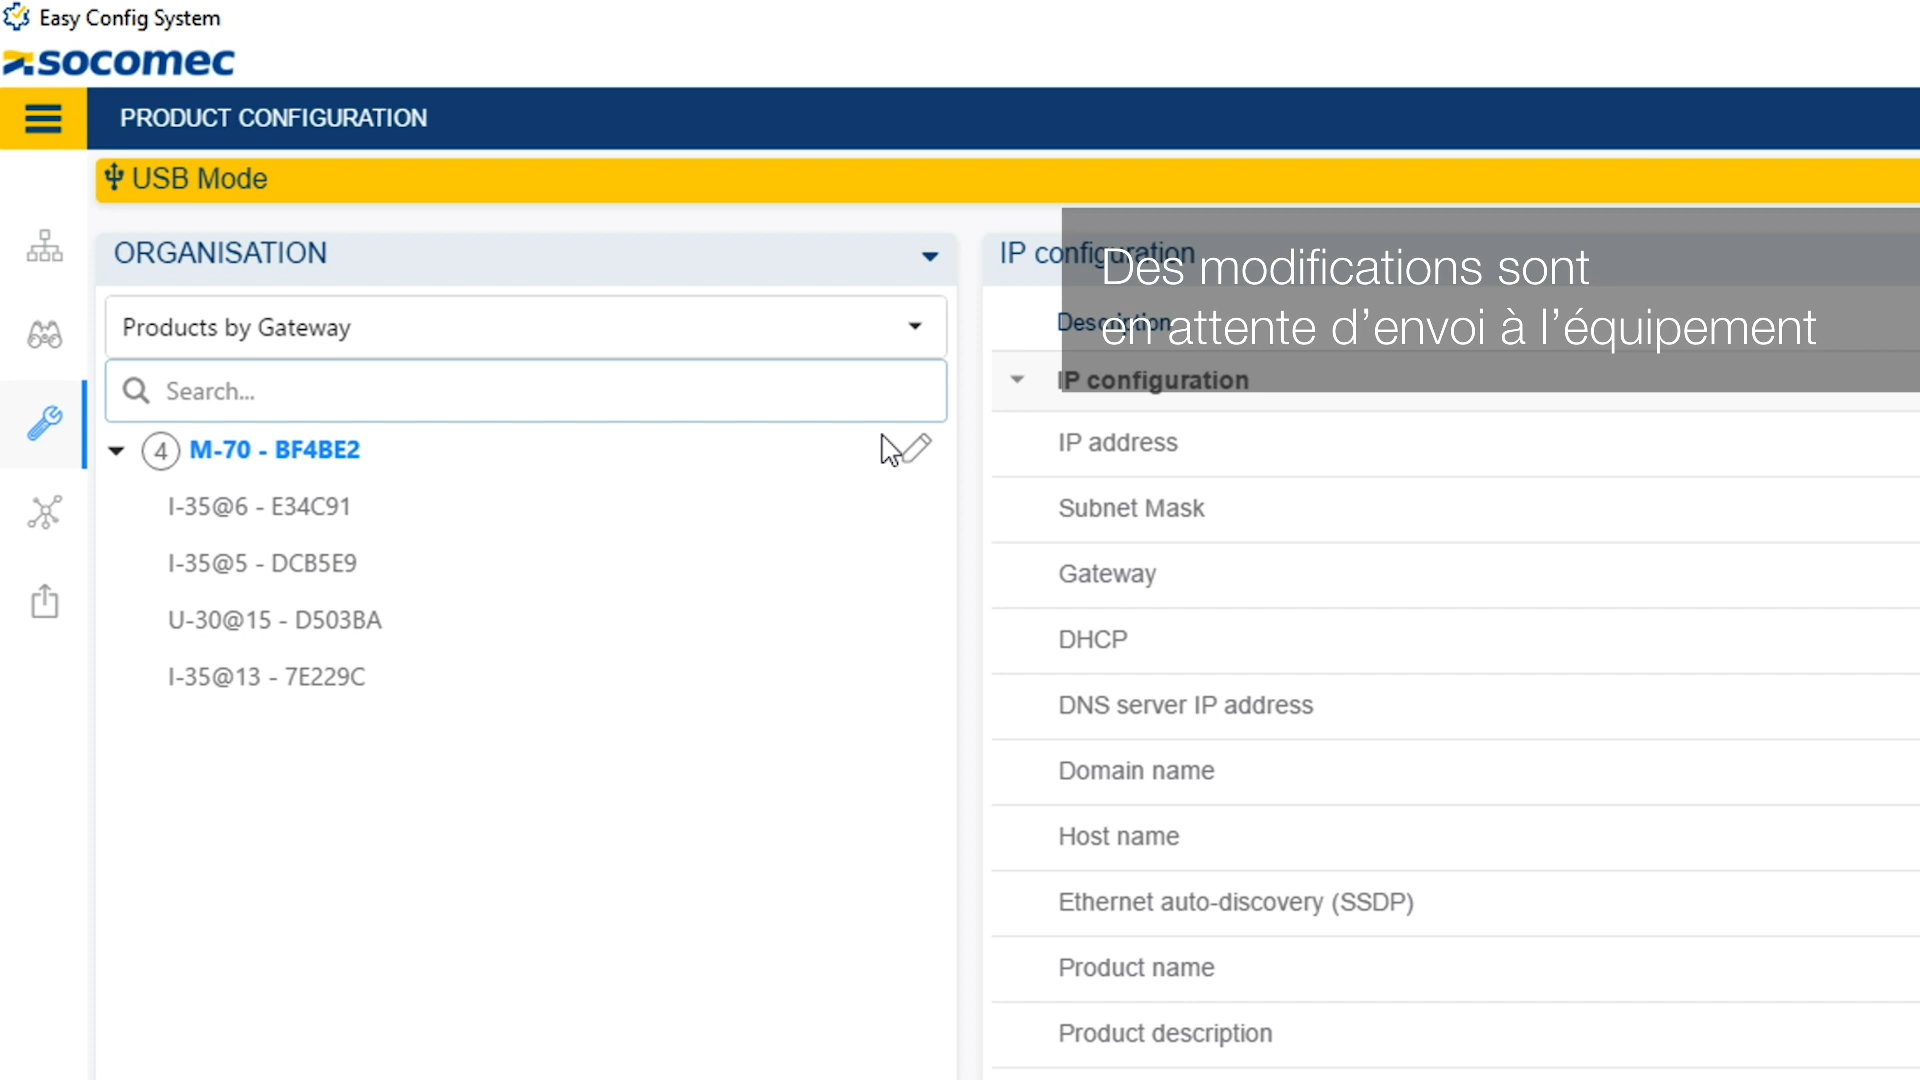 Easy Config System
socomec
PRODUCT CONFIGURATION
USB Mode
ORGANISATION
Products by Gateway
Search...
4 M-70 - BF4BE2
I-35@6 - E34C91
I-35@5 - DCB5E9
U-30@15 - D503BA
I-35@13 - 7E229C
IP configuration
Des modifications sont
en attente d’envoi à l’équipement
Description
IP configuration
IP address
Subnet Mask
Gateway
DHCP
DNS server IP address
Domain name
Host name
Ethernet auto-discovery (SSDP)
Product name
Product description